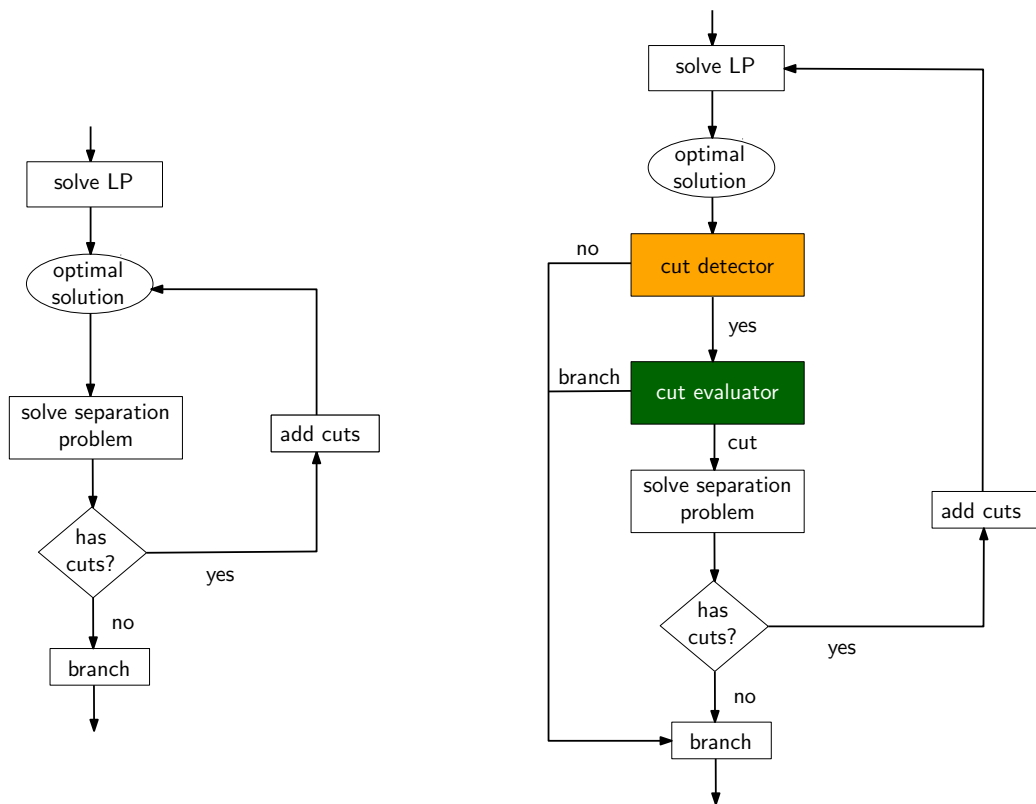 solve LP
optimal
solution
solve separation
problem
add cuts
has
cuts?
yes
no
branch
solve LP
optimal
solution
no
cut detector
yes
branch
cut evaluator
cut
solve separation
problem
add cuts
has
cuts?
yes
no
branch